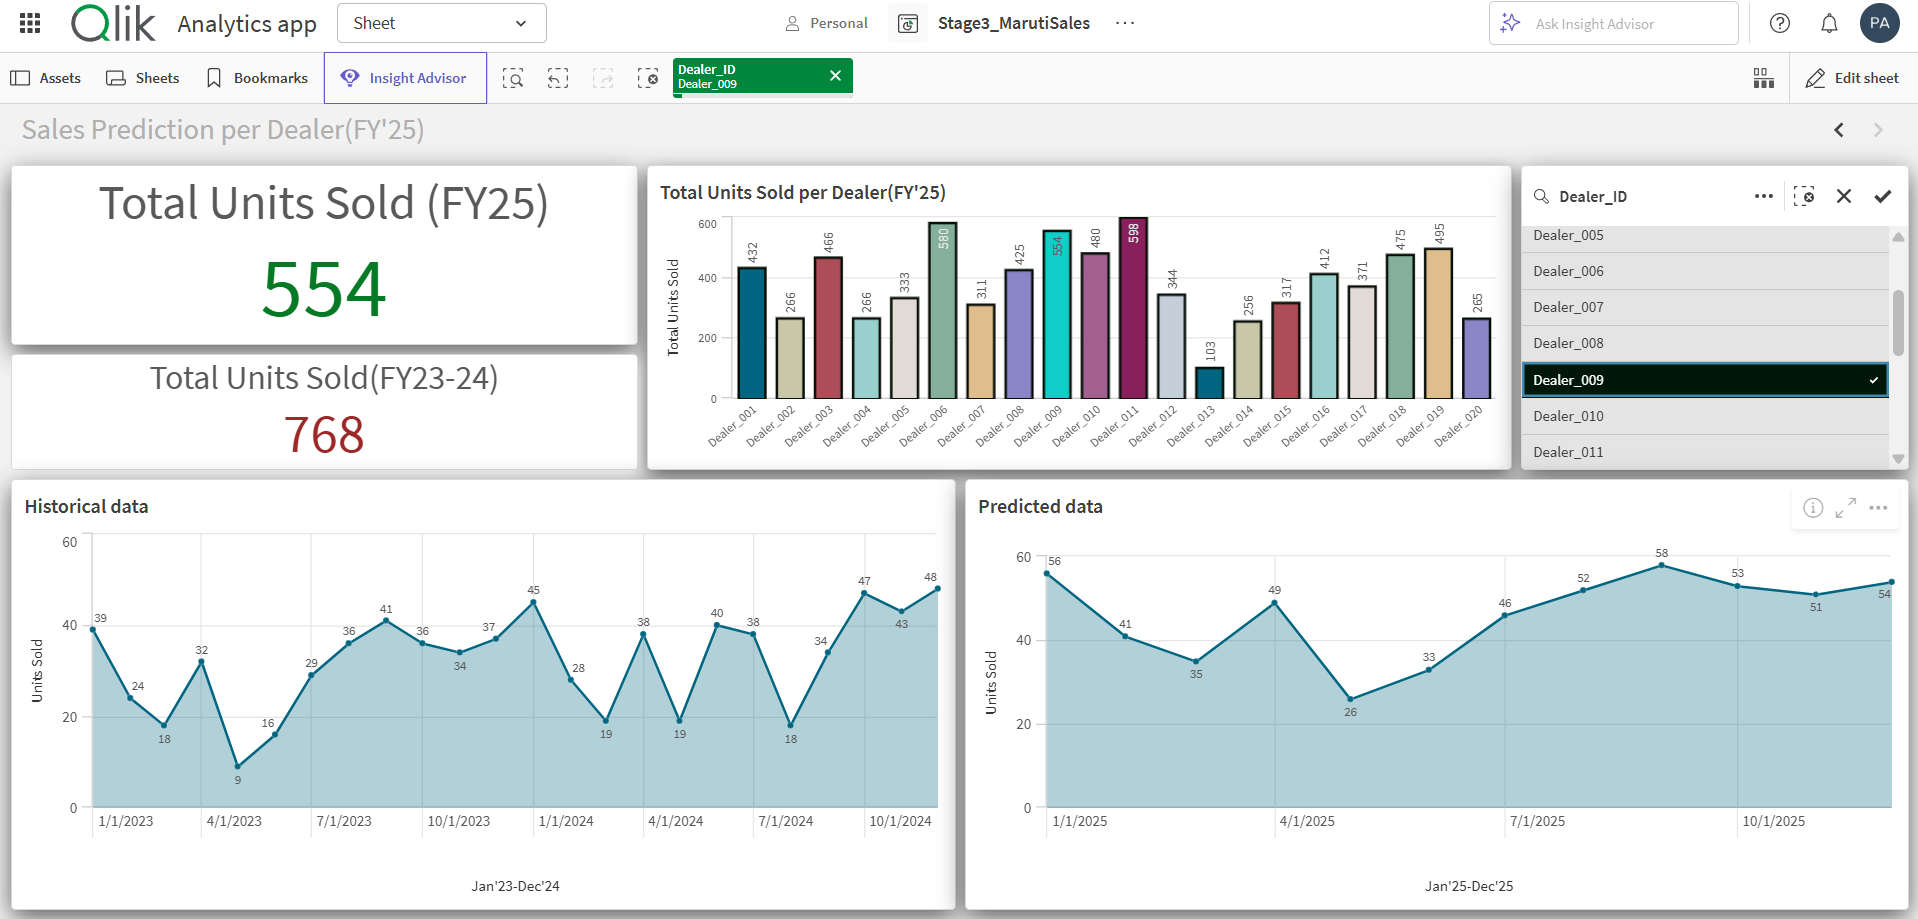 Qlik
Analytics app
Sheet
Personal
Stage3_MarutiSales
Ask Insight Advisor
PA
Assets
Sheets
Bookmarks
Insight Advisor
Dealer_ID
Dealer_009
Edit sheet
Sales Prediction per Dealer(FY'25)
Total Units Sold (FY25)
554
Total Units Sold(FY23-24)
768
Total Units Sold per Dealer(FY'25)
Total Units Sold
600
400
200
0
432
266
466
266
333
580
311
425
554
480
598
344
103
256
317
412
371
475
495
265
Dealer_001
Dealer_002
Dealer_003
Dealer_004
Dealer_005
Dealer_006
Dealer_007
Dealer_008
Dealer_009
Dealer_010
Dealer_011
Dealer_012
Dealer_013
Dealer_014
Dealer_015
Dealer_016
Dealer_017
Dealer_018
Dealer_019
Dealer_020
Dealer_ID
Dealer_005
Dealer_006
Dealer_007
Dealer_008
Dealer_009
Dealer_010
Dealer_011
Historical data
Units Sold
60
40
20
0
39
24
18
32
9
16
29
36
41
36
34
37
45
28
19
38
19
40
38
18
34
47
43
48
1/1/2023
4/1/2023
7/1/2023
10/1/2023
1/1/2024
4/1/2024
7/1/2024
10/1/2024
Jan'23-Dec'24
Predicted data
Units Sold
60
40
20
0
56
41
35
49
26
33
46
52
58
53
51
54
1/1/2025
4/1/2025
7/1/2025
10/1/2025
Jan'25-Dec'25